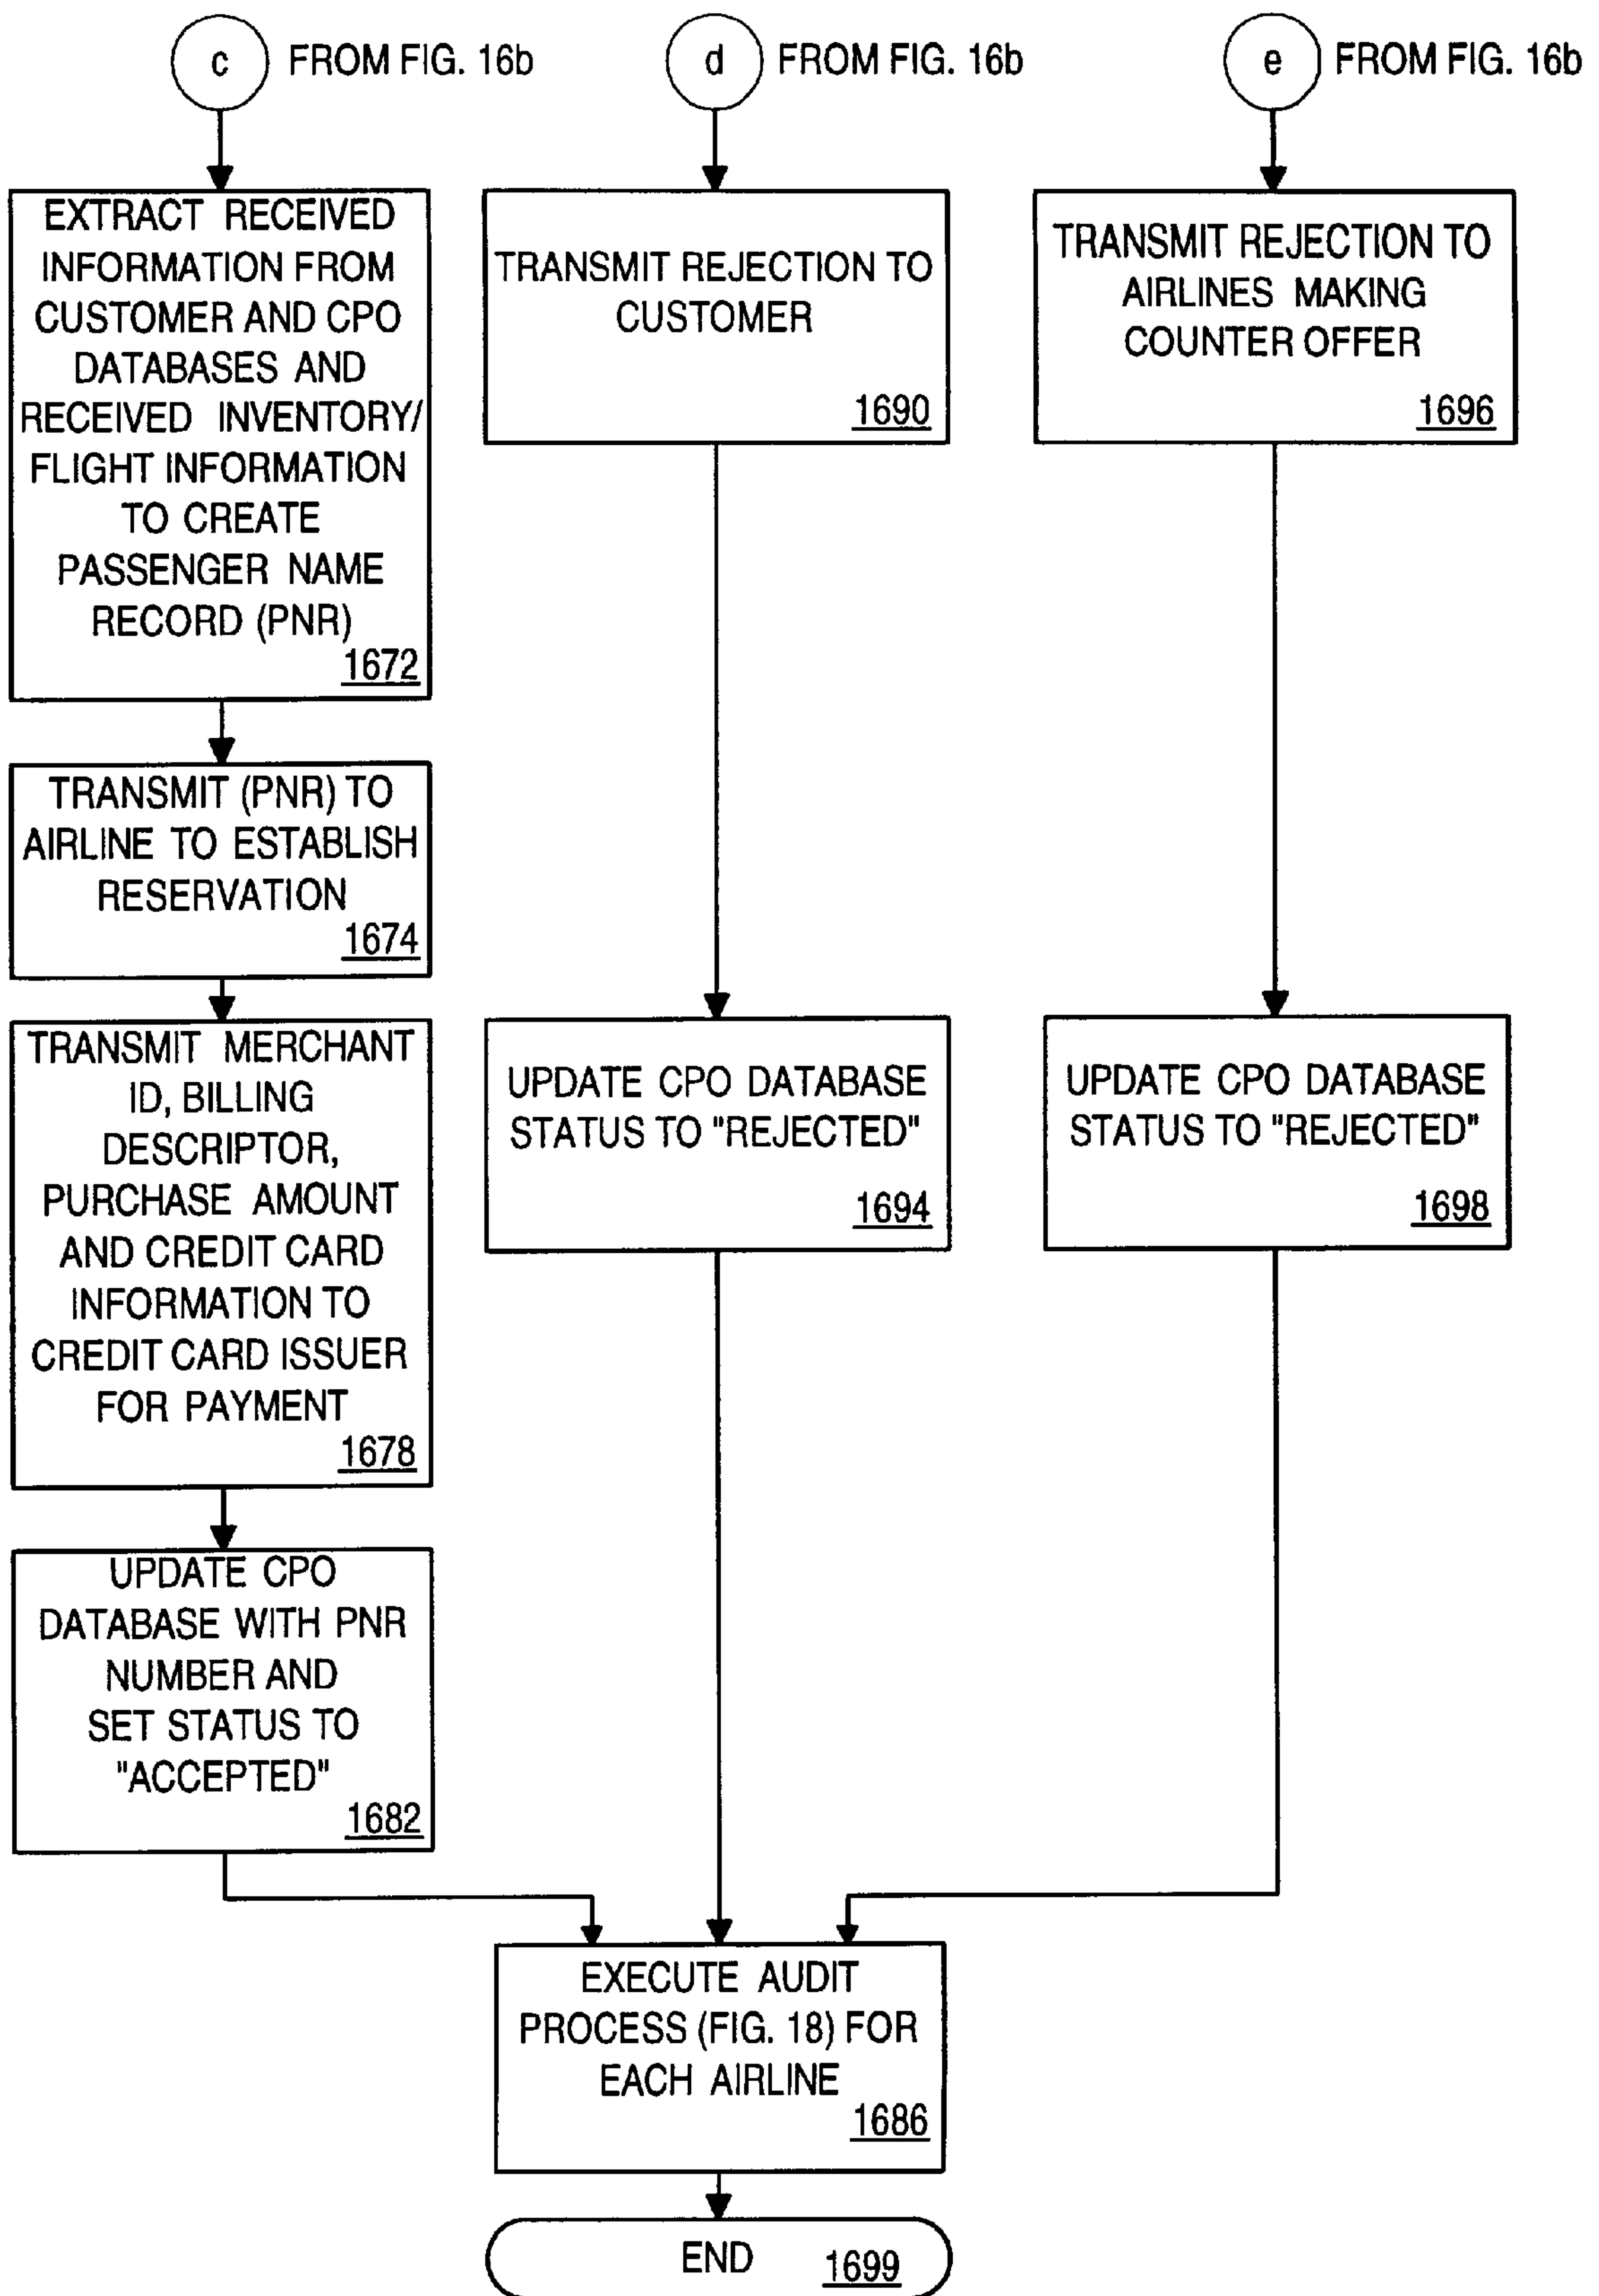 c FROM FIG. 16b
d FROM FIG. 16b
e FROM FIG. 16b
EXTRACT RECEIVED
INFORMATION FROM
CUSTOMER AND CPO
DATABASES AND
RECEIVED INVENTORY/
FLIGHT INFORMATION
TO CREATE
PASSENGER NAME
RECORD (PNR)
1672
TRANSMIT (PNR) TO
AIRLINE TO ESTABLISH
RESERVATION
1674
TRANSMIT MERCHANT
ID, BILLING
DESCRIPTOR,
PURCHASE AMOUNT
AND CREDIT CARD
INFORMATION TO
CREDIT CARD ISSUER
FOR PAYMENT
1678
UPDATE CPO
DATABASE WITH PNR
NUMBER AND
SET STATUS TO
"ACCEPTED"
1682
TRANSMIT REJECTION TO
CUSTOMER
1690
UPDATE CPO DATABASE
STATUS TO "REJECTED"
1694
TRANSMIT REJECTION TO
AIRLINES MAKING
COUNTER OFFER
1696
UPDATE CPO DATABASE
STATUS TO "REJECTED"
1698
EXECUTE AUDIT
PROCESS (FIG. 18) FOR
EACH AIRLINE
1686
END 1699